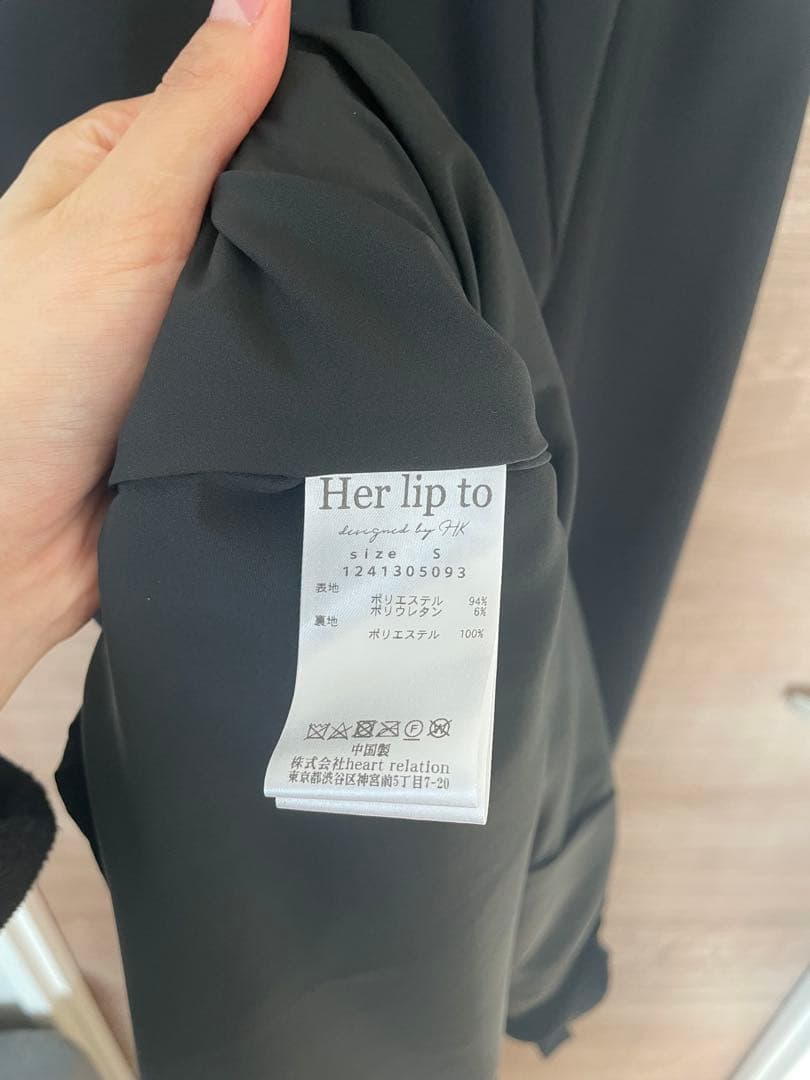 Her lip to
designed by HK
size S
1241305093
表地
ポリエステル 94%
ポリウレタン 6%
裏地
ポリエステル 100%
F W
中国製
株式会社heart relation
東京都渋谷区神宮前5丁目7-20